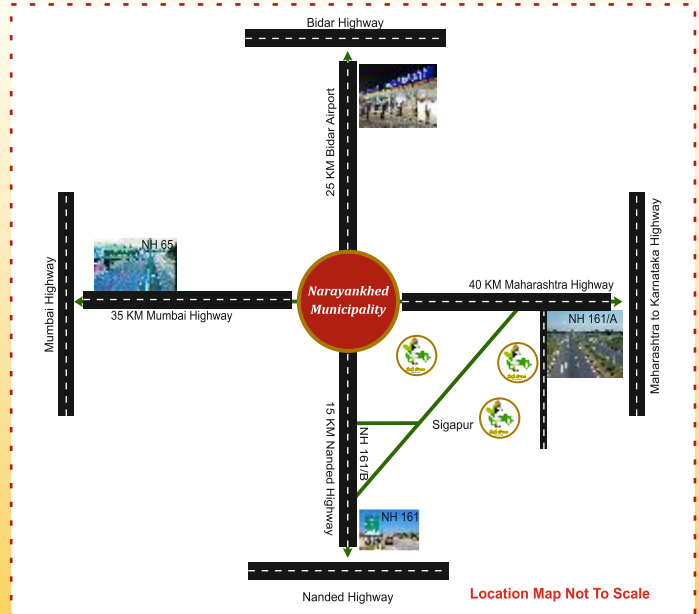 Bidar Highway
25 KM Bidar Airport
NH 65
Mumbai Highway
35 KM Mumbai Highway
Narayankhed
Municipality
40 KM Maharashtra Highway
NH 161/A
Maharashtra to Karnataka Highway
Sigapur
NH 161/B
15 KM Nanded Highway
NH 161
Nanded Highway
Location Map Not To Scale